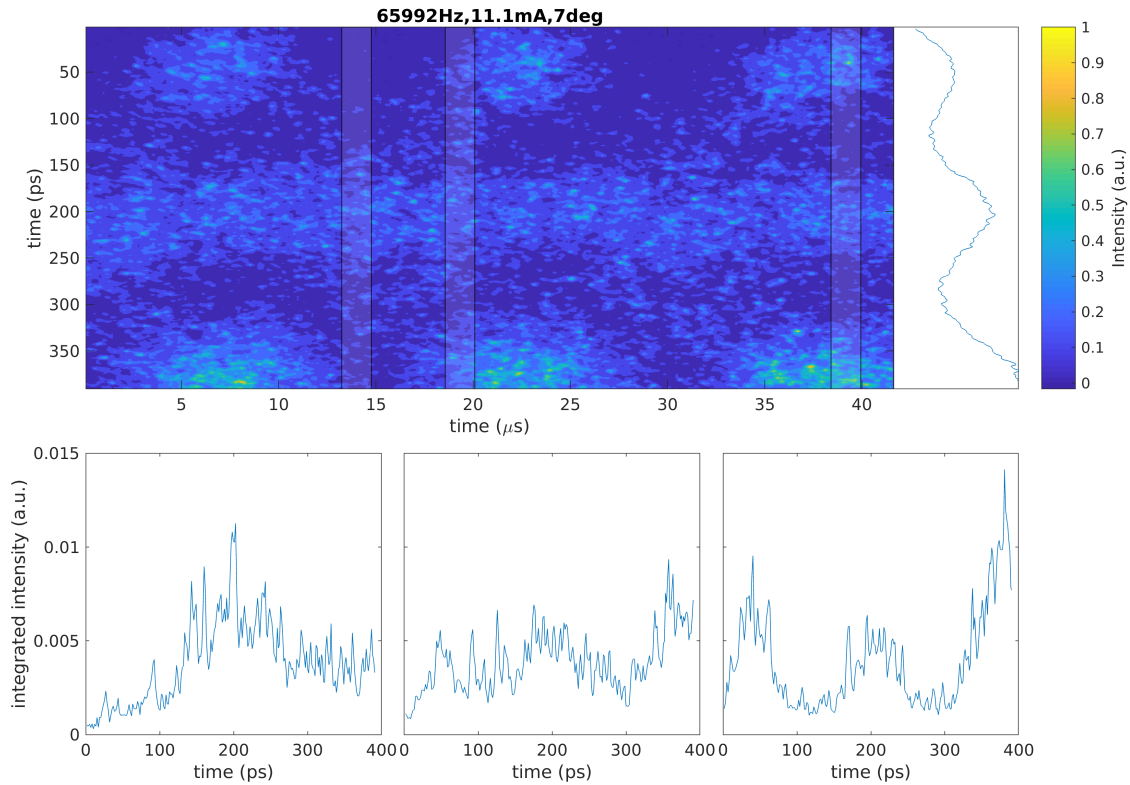 65992Hz,11.1mA,7deg
time (ps)
50
100
150
200
250
300
350
5 10 15 20 25 30 35 40
time (μs)
1
0.9
0.8
0.7
0.6
0.5
0.4
0.3
0.2
0.1
0
Intensity (a.u.)
integrated intensity (a.u.)
0.015
0.01
0.005
0
0 100 200 300 400
time (ps)
0 100 200 300 400
time (ps)
0 100 200 300 400
time (ps)